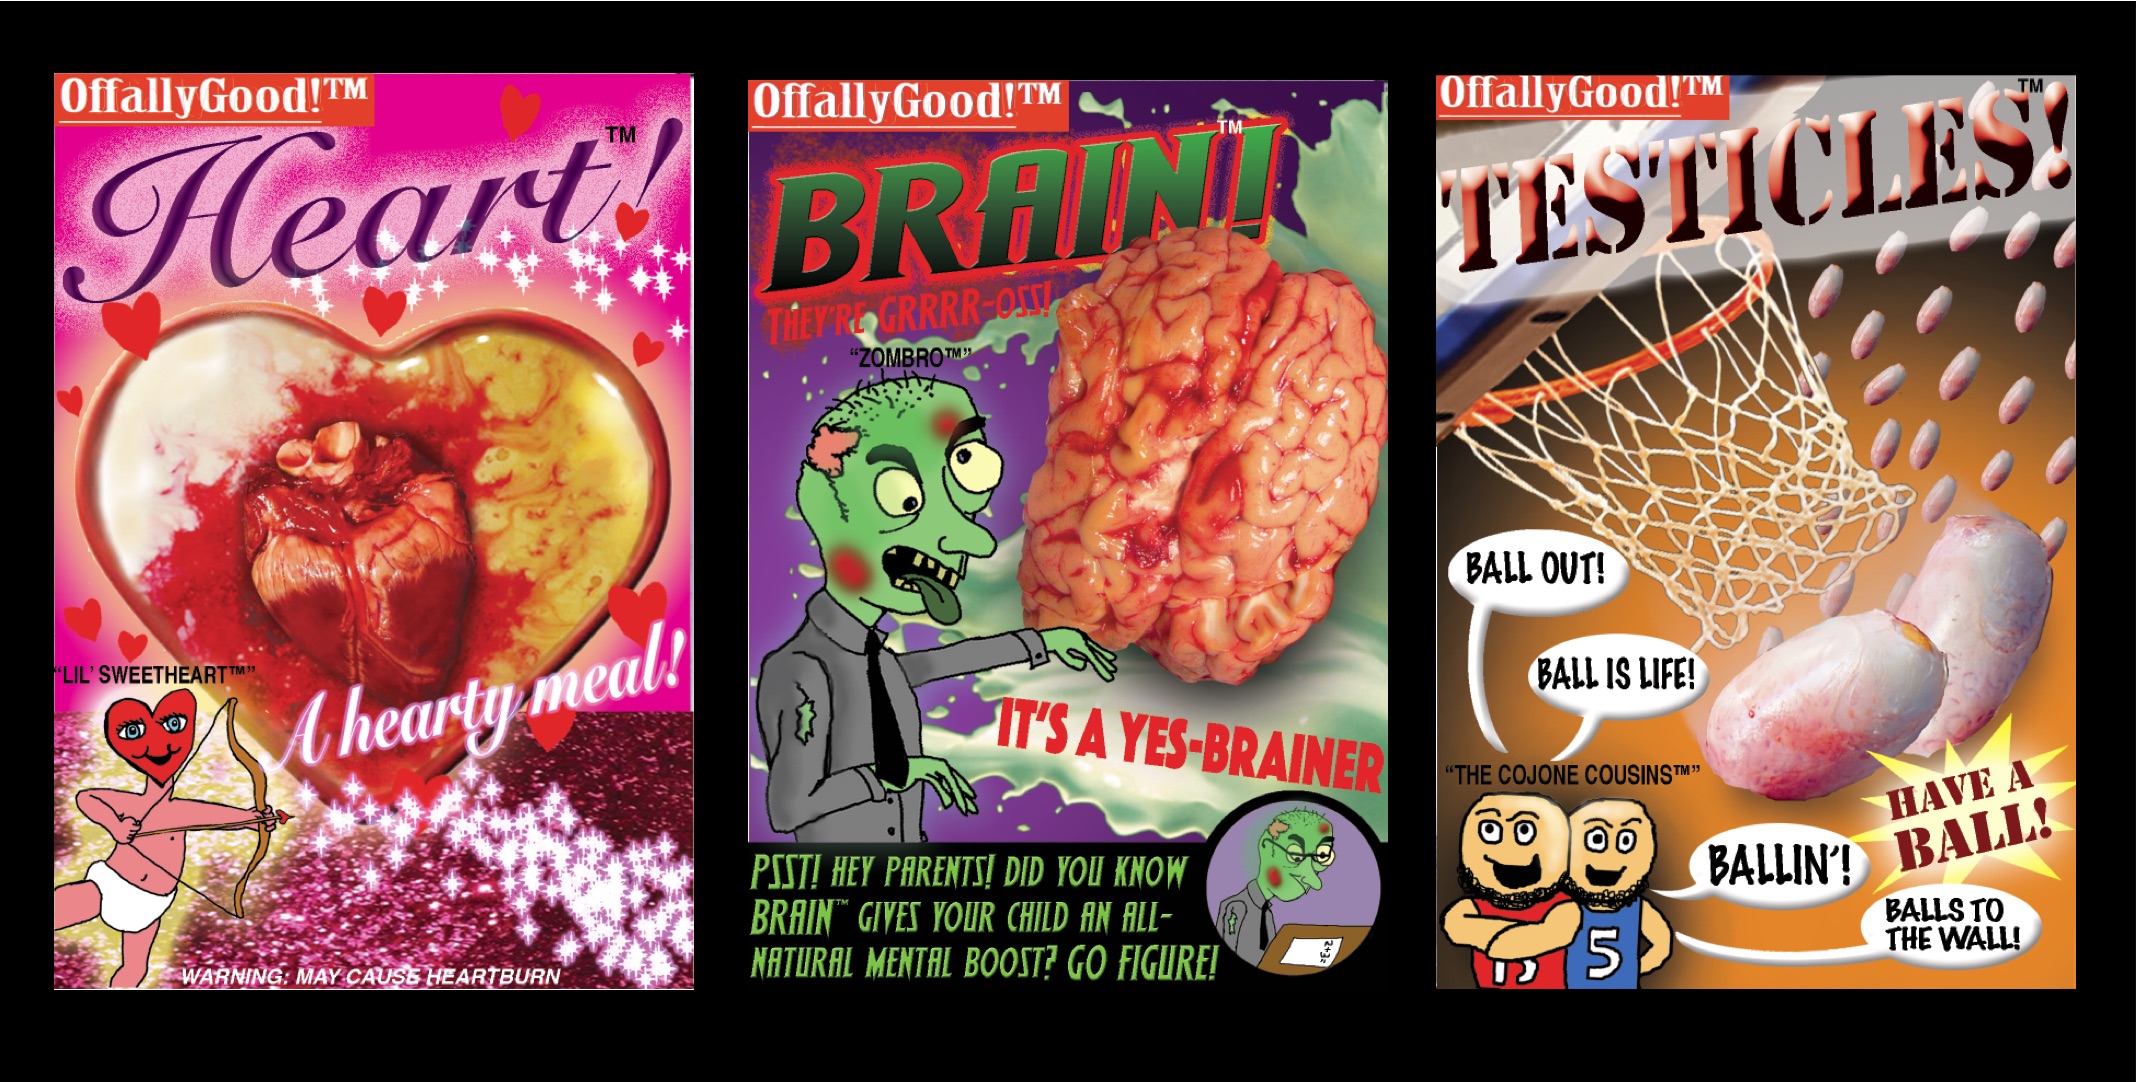 OffallyGood!™
Heart!™
"LIL' SWEETHEART™"
A hearty meal!
WARNING: MAY CAUSE HEARTBURN
OffallyGood!™
BRAIN!™
THEY'RE GRRRR-OSS!
"ZOMBRO™"
IT'S A YES-BRAINER
PSST! HEY PARENTS! DID YOU KNOW
BRAIN™ GIVES YOUR CHILD AN ALL-
NATURAL MENTAL BOOST? GO FIGURE!
2+2=
OffallyGood!™
TESTICLES!™
BALL OUT!
BALL IS LIFE!
"THE COJONE COUSINS™"
HAVE A
BALL!
BALLIN'!
BALLS TO
THE WALL!
5